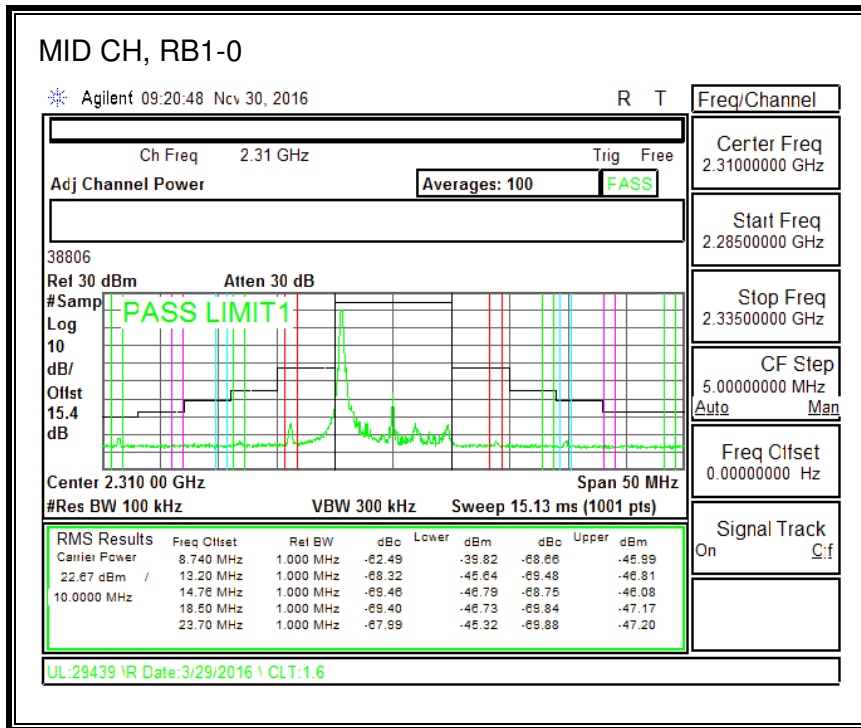 MID CH, RB1-0
Agilent 09:20:48 Nov 30, 2016 R T
Freq/Channel
Ch Freq 2.31 GHz Trig Free
Adj Channel Power Averages: 100 PASS
Center Freq
2.31000000 GHz
Start Freq
2.28500000 GHz
Stop Freq
2.33500000 GHz
CF Step
5.00000000 MHz
Auto Man
Freq Offset
0.00000000 Hz
Signal Track
On Off
38806
Ref 30 dBm Atten 30 dB
#Samp
Log
10
dB/
Offst
15.4
dB
PASS LIMIT1
Center 2.310 00 GHz Span 50 MHz
#Res BW 100 kHz VBW 300 kHz Sweep 15.13 ms (1001 pts)
RMS Results Freq Offset Ref BW dBc Lower dBm dBc Upper dBm
Carrier Power 8.740 MHz 1.000 MHz -62.49 -39.82 -68.66 -45.99
22.67 dBm / 13.20 MHz 1.000 MHz -68.32 -45.64 -69.48 -46.81
10.0000 MHz 14.76 MHz 1.000 MHz -69.46 -46.79 -68.75 -46.08
18.50 MHz 1.000 MHz -69.40 -46.73 -69.84 -47.17
23.70 MHz 1.000 MHz -67.99 -45.32 -69.88 -47.20
UL:29439 \R Date:3/29/2016 \ CLT:1.6